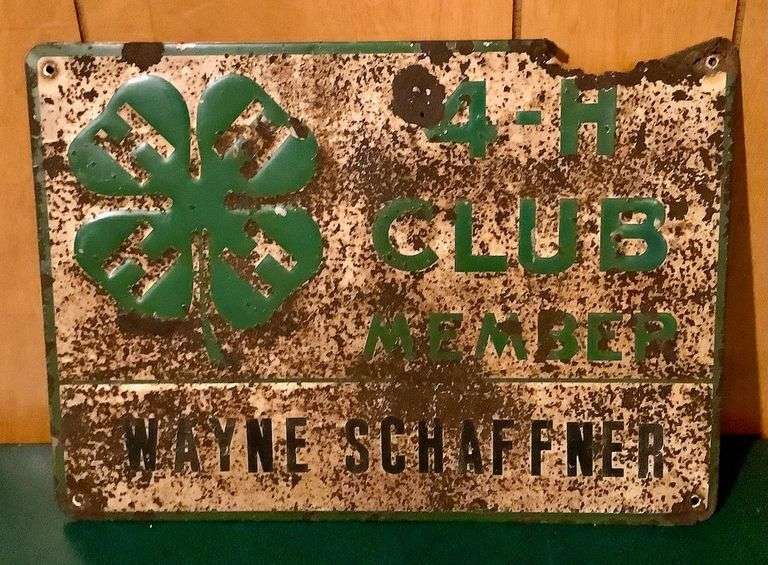 H H
H H
4-H
CLUB
MEMBER
WAYNE SCHAFFNER